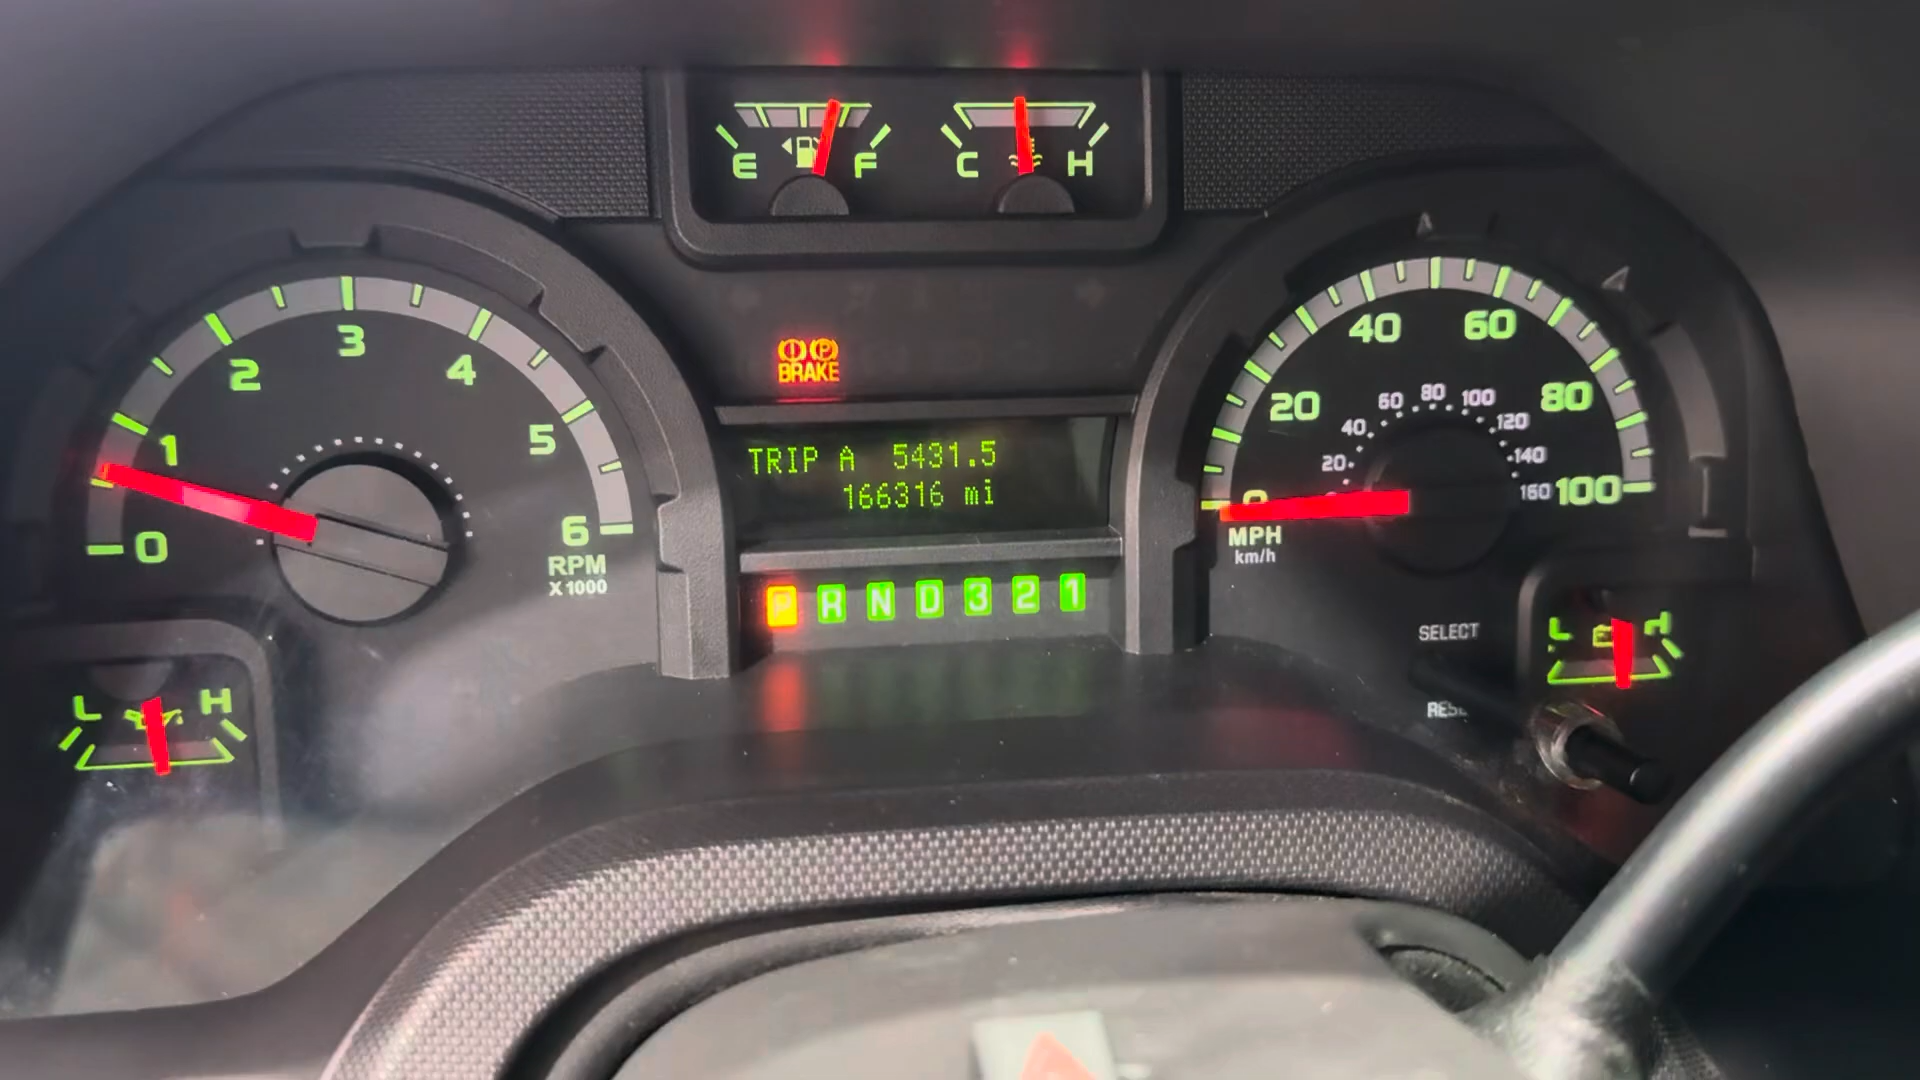 E F
C H
0 1 2 3 4 5 6
RPM
X1000
BRAKE
TRIP A 5431.5
166316 mi
P R N D 3 2 1
0 20 40 60 80 100
20 40 60 80 100 120 140 160
MPH
km/h
L H
SELECT
L H